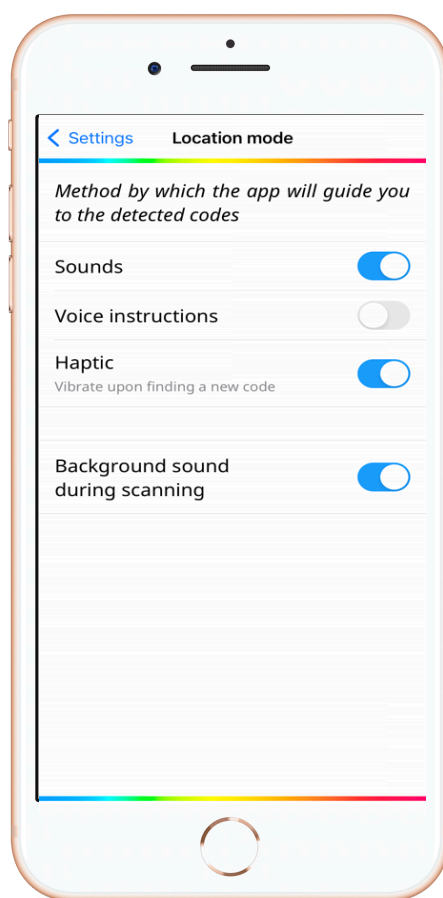 Settings
Location mode
Method by which the app will guide you
to the detected codes
Sounds
Voice instructions
Haptic
Vibrate upon finding a new code
Background sound
during scanning